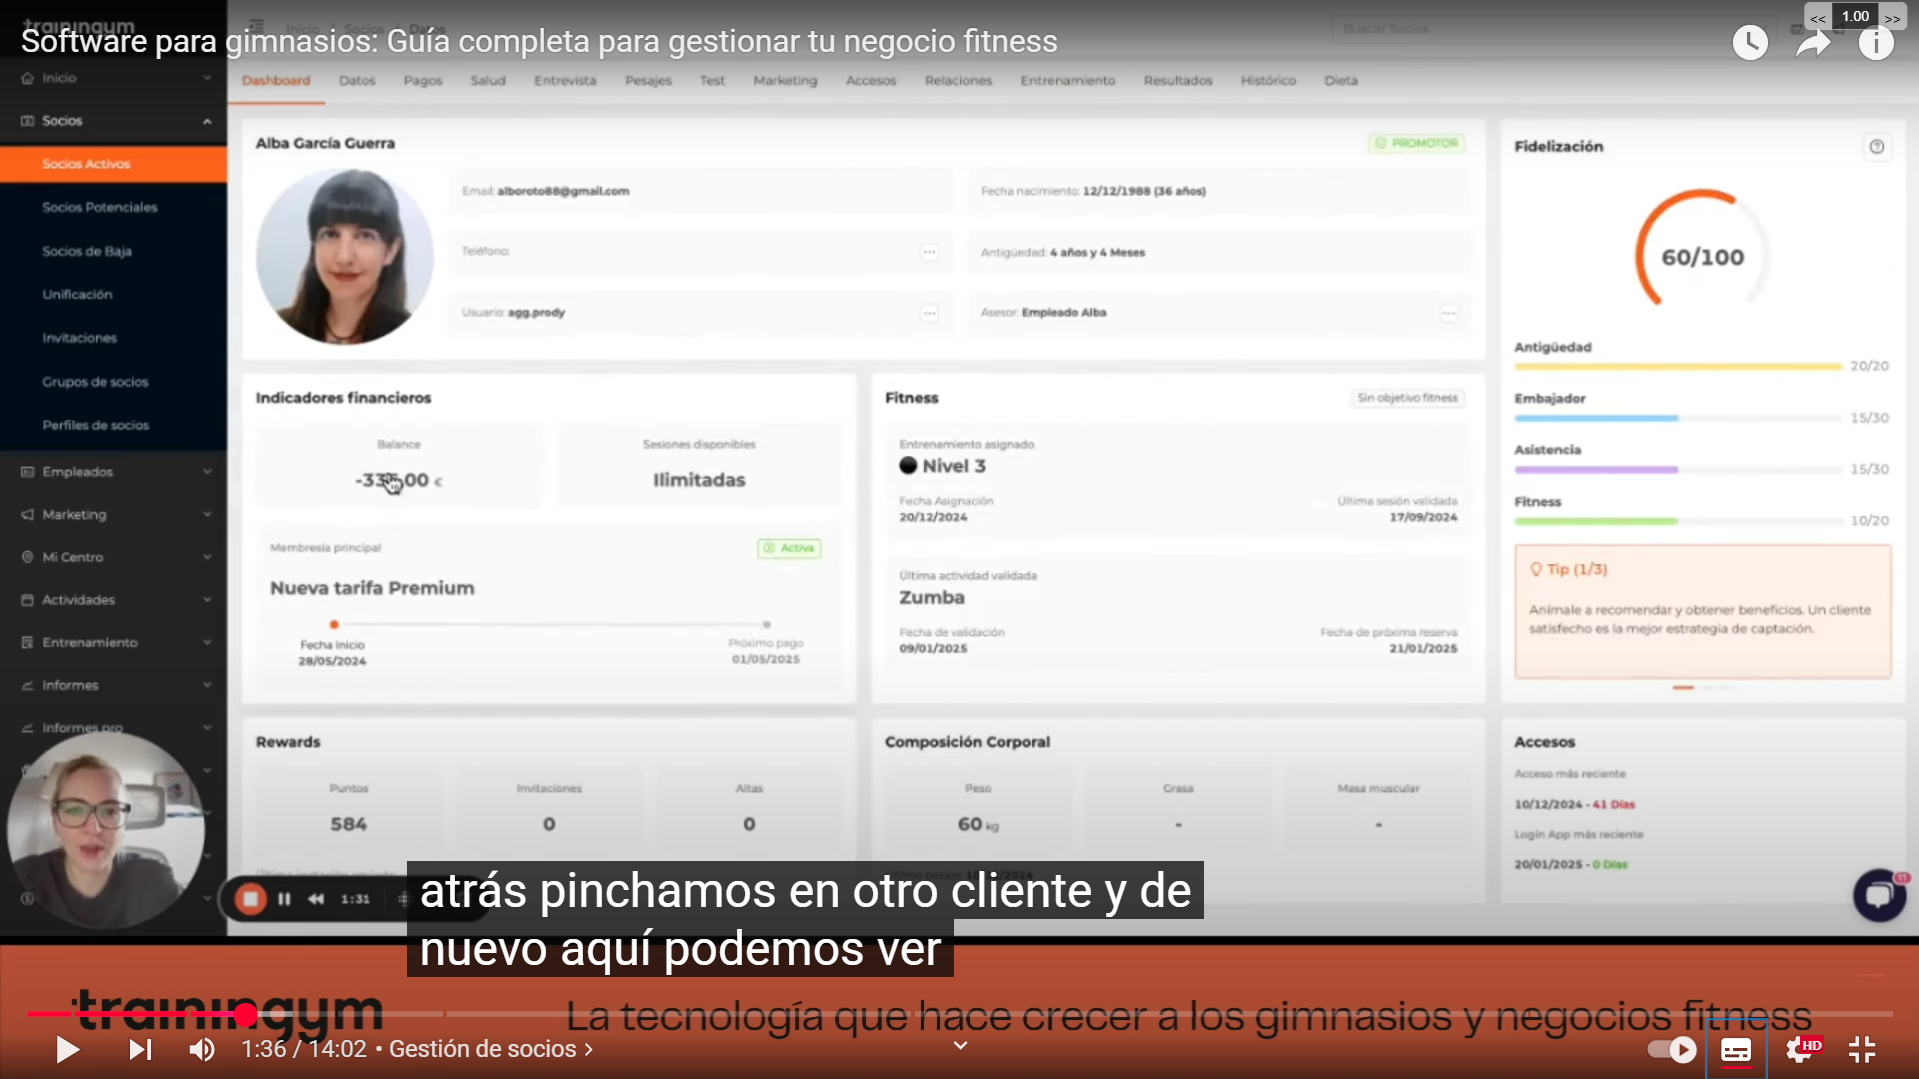 trainingym
Inicio / Socios / Datos
Buscar Socios
<< 1.00 >>
Software para gimnasios: Guía completa para gestionar tu negocio fitness
Inicio
Socios
Socios Activos
Socios Potenciales
Socios de Baja
Unificación
Invitaciones
Grupos de socios
Perfiles de socios
Empleados
Marketing
Mi Centro
Actividades
Entrenamiento
Informes
Informes pro
Dashboard Datos Pagos Salud Entrevista Pesajes Test Marketing Accesos Relaciones Entrenamiento Resultados Histórico Dieta
Alba García Guerra
PROMOTOR
Email: alboroto88@gmail.com
Fecha nacimiento: 12/12/1988 (36 años)
Teléfono:
Antigüedad: 4 años y 4 Meses
Usuario: agg.prody
Asesor: Empleado Alba
Fidelización
60/100
Antigüedad
20/20
Embajador
15/30
Asistencia
15/30
Fitness
10/20
Tip (1/3)
Anímale a recomendar y obtener beneficios. Un cliente
satisfecho es la mejor estrategia de captación.
Indicadores financieros
Balance
€
Sesiones disponibles
Ilimitadas
Membresía principal
Activa
Nueva tarifa Premium
Fecha Inicio
28/05/2024
Próximo pago
01/05/2025
Fitness
Sin objetivo fitness
Entrenamiento asignado
Nivel 3
Fecha Asignación
20/12/2024
Última sesión validada
17/09/2024
Última actividad validada
Zumba
Fecha de validación
09/01/2025
Fecha de próxima reserva
21/01/2025
Rewards
Puntos
584
Invitaciones
0
Altas
0
Composición Corporal
Peso
60 kg
Grasa
-
Masa muscular
-
Accesos
Acceso más reciente
10/12/2024 - 41 Días
Login App más reciente
20/01/2025 - 0 Días
11
1:31
atrás pinchamos en otro cliente y de
nuevo aquí podemos ver
trainingym
La tecnología que hace crecer a los gimnasios y negocios fitness
1:36 / 14:02 • Gestión de socios >
HD